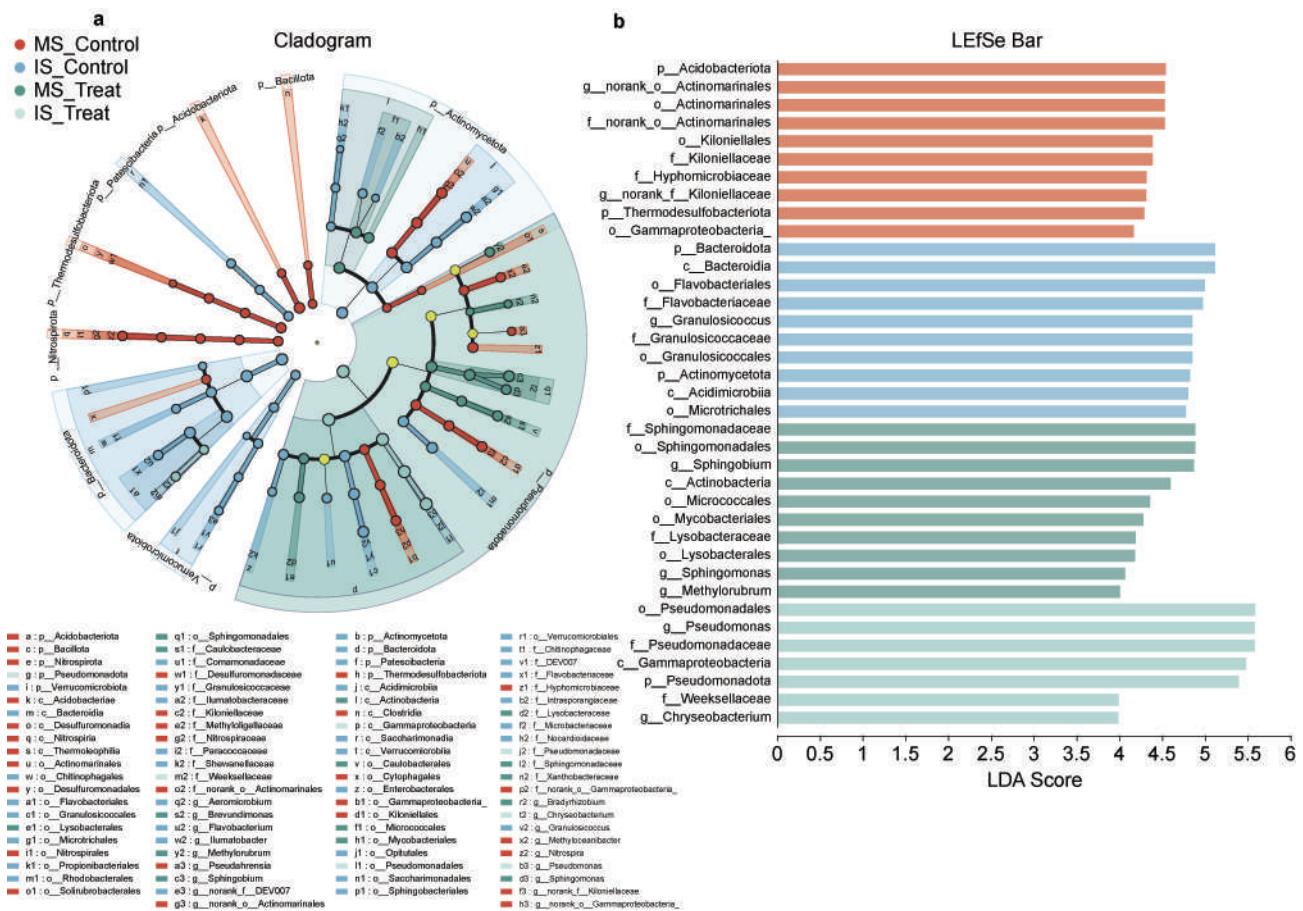 a
MS_Control
IS_Control
MS_Treat
IS_Treat
Cladogram
p__Bacillota
p__Acidobacteriota
p__Patescibacteria
p__Thermodesulfobacteriota
p__Nitrospirota
p__Bacteroidota
p__Verrucomicrobiota
p__Pseudomonadota
p__Actinomycetota
a : p__Acidobacteriota
c : p__Bacillota
e : p__Nitrospirota
g : p__Pseudomonadota
i : p__Verrucomicrobiota
k : c__Acidobacteriae
m : c__Bacteroidia
o : c__Desulfuromonadia
q : c__Nitrospiria
s : c__Thermoleophilia
u : o__Actinomarinales
w : o__Chitinophagales
y : o__Desulfuromonadales
a1 : o__Flavobacteriales
c1 : o__Granulosicoccales
e1 : o__Lysobacterales
g1 : o__Microtrichales
i1 : o__Nitrospirales
k1 : o__Propionibacteriales
m1 : o__Rhodobacterales
o1 : o__Solirubrobacterales
q1 : o__Sphingomonadales
s1 : f__Caulobacteraceae
u1 : f__Comamonadaceae
w1 : f__Desulfuromonadaceae
y1 : f__Granulosicoccaceae
a2 : f__Ilumatobacteraceae
c2 : f__Kiloniellaceae
e2 : f__Methyloligellaceae
g2 : f__Nitrospiraceae
i2 : f__Paracoccaceae
k2 : f__Shewanellaceae
m2 : f__Weeksellaceae
o2 : f__norank_o__Actinomarinales
q2 : g__Aeromicrobium
s2 : g__Brevundimonas
u2 : g__Flavobacterium
w2 : g__Ilumatobacter
y2 : g__Methylorubrum
a3 : g__Pseudahrensia
c3 : g__Sphingobium
e3 : g__norank_f__DEV007
g3 : g__norank_o__Actinomarinales
b : p__Actinomycetota
d : p__Bacteroidota
f : p__Patescibacteria
h : p__Thermodesulfobacteriota
j : c__Acidimicrobiia
l : c__Actinobacteria
n : c__Clostridia
p : c__Gammaproteobacteria
r : c__Saccharimonadia
t : c__Verrucomicrobiia
v : o__Caulobacterales
x : o__Cytophagales
z : o__Enterobacterales
b1 : o__Gammaproteobacteria_
d1 : o__Kiloniellales
f1 : o__Micrococcales
h1 : o__Mycobacteriales
j1 : o__Opitutales
l1 : o__Pseudomonadales
n1 : o__Saccharimonadales
p1 : o__Sphingobacteriales
r1 : o__Verrucomicrobiales
t1 : f__Chitinophagaceae
v1 : f__DEV007
x1 : f__Flavobacteriaceae
z1 : f__Hyphomicrobiaceae
b2 : f__Intrasporangiaceae
d2 : f__Lysobacteraceae
f2 : f__Microbacteriaceae
h2 : f__Nocardioidaceae
j2 : f__Pseudomonadaceae
l2 : f__Sphingomonadaceae
n2 : f__Xanthobacteraceae
p2 : f__norank_o__Gammaproteobacteria_
r2 : g__Bradyrhizobium
t2 : g__Chryseobacterium
v2 : g__Granulosicoccus
x2 : g__Methyloceanibacter
z2 : g__Nitrospira
b3 : g__Pseudomonas
d3 : g__Sphingomonas
f3 : g__norank_f__Kiloniellaceae
h3 : g__norank_o__Gammaproteobacteria_
b
LEfSe Bar
p__Acidobacteriota
g__norank_o__Actinomarinales
o__Actinomarinales
f__norank_o__Actinomarinales
o__Kiloniellales
f__Kiloniellaceae
f__Hyphomicrobiaceae
g__norank_f__Kiloniellaceae
p__Thermodesulfobacteriota
o__Gammaproteobacteria_
p__Bacteroidota
c__Bacteroidia
o__Flavobacteriales
f__Flavobacteriaceae
g__Granulosicoccus
f__Granulosicoccaceae
o__Granulosicoccales
p__Actinomycetota
c__Acidimicrobiia
o__Microtrichales
f__Sphingomonadaceae
o__Sphingomonadales
g__Sphingobium
c__Actinobacteria
o__Micrococcales
o__Mycobacteriales
f__Lysobacteraceae
o__Lysobacterales
g__Sphingomonas
g__Methylorubrum
o__Pseudomonadales
g__Pseudomonas
f__Pseudomonadaceae
c__Gammaproteobacteria
p__Pseudomonadota
f__Weeksellaceae
g__Chryseobacterium
0 0.5 1 1.5 2 2.5 3 3.5 4 4.5 5 5.5 6
LDA Score